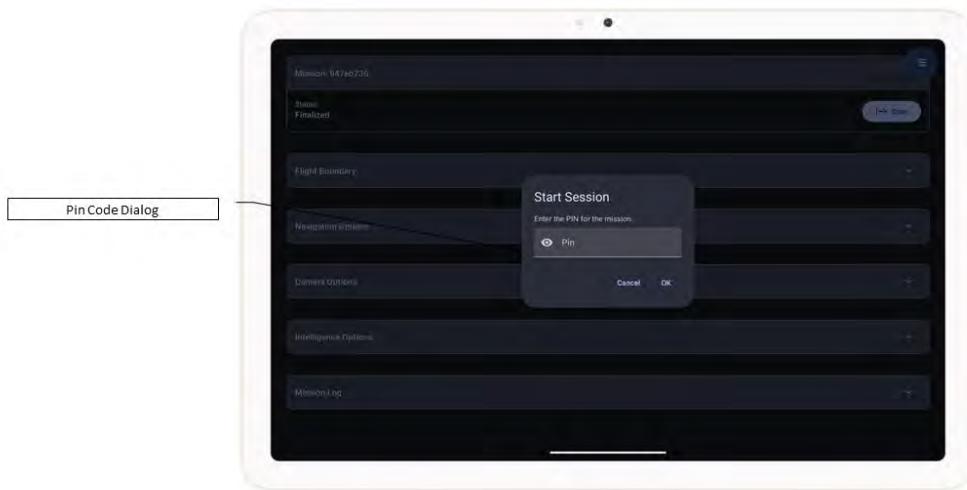 Mission: 947eb736
Status
Finalized
Flight Boundary
Start Session
Pin Code Dialog
Enter the PIN for the mission.
Navigation Options
Pin
Camera Options
Cancel OK
Intelligence Options
Mission Log